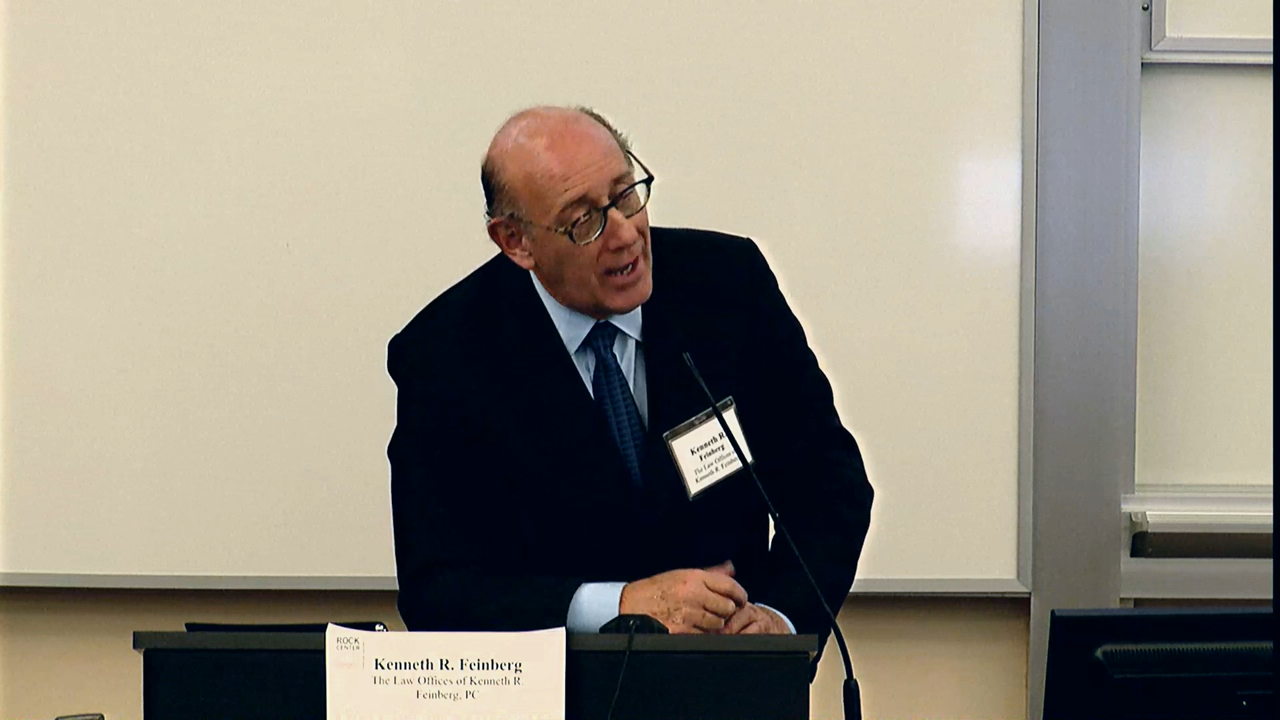 Kenneth R.
Feinberg
The Law Offices of
Kenneth R. Feinberg
ROCK
CENTER
Kenneth R. Feinberg
The Law Offices of Kenneth R.
Feinberg, PC